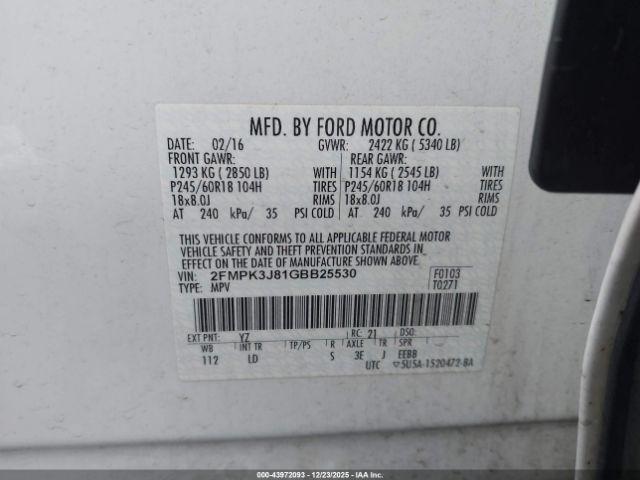 MFD. BY FORD MOTOR CO.
DATE: 02/16 GVWR: 2422 KG ( 5340 LB)
FRONT GAWR: REAR GAWR:
1293 KG ( 2850 LB) WITH 1154 KG ( 2545 LB) WITH
P245/60R18 104H TIRES P245/60R18 104H TIRES
18x8.0J RIMS 18x8.0J RIMS
AT 240 kPa/ 35 PSI COLD AT 240 kPa/ 35 PSI COLD
THIS VEHICLE CONFORMS TO ALL APPLICABLE FEDERAL MOTOR
VEHICLE SAFETY AND THEFT PREVENTION STANDARDS IN
EFFECT ON THE DATE OF MANUFACTURE SHOWN ABOVE.
VIN: 2FMPK3J81GBB25530 F0103
TYPE: MPV T0271
EXT PNT: YZ RC: 21 DSO:
WB INT TR TP/PS R AXLE TR SPR
112 LD S 3E J EEBB
UTC ▽5U5A-1520472-BA
00-43972093 - 12/23/2025 - COPYRIGHT IAA, LLC